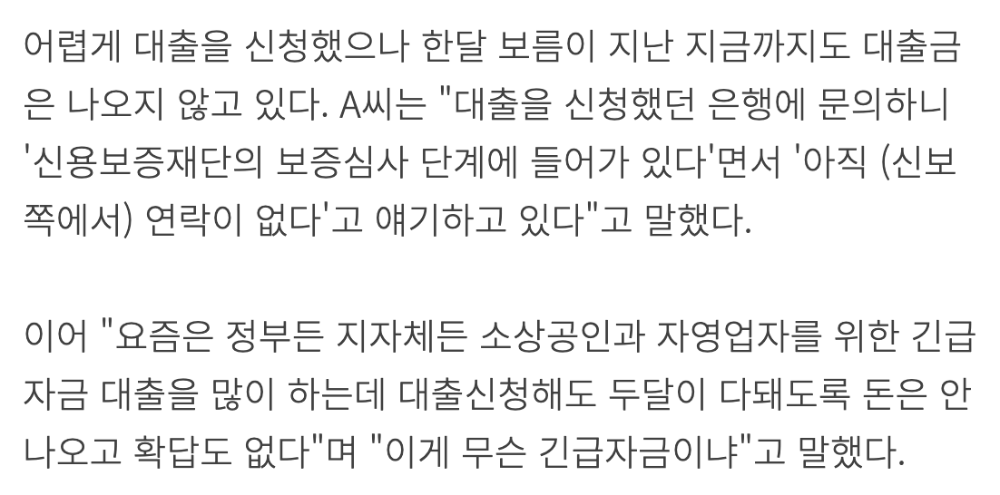 어렵게 대출을 신청했으나 한달 보름이 지난 지금까지도 대출금
은 나오지 않고 있다. A씨는 "대출을 신청했던 은행에 문의하니
'신용보증재단의 보증심사 단계에 들어가 있다'면서 '아직 (신보
쪽에서) 연락이 없다'고 얘기하고 있다"고 말했다.
이어 "요즘은 정부든 지자체든 소상공인과 자영업자를 위한 긴급
자금 대출을 많이 하는데 대출신청해도 두달이 다돼도록 돈은 안
나오고 확답도 없다"며 "이게 무슨 긴급자금이냐"고 말했다.